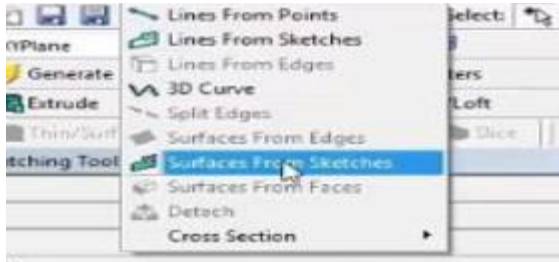 Lines From Points
Select:
YPlane
Lines From Sketches
Lines From Edges
Generate
ters
3D Curve
Extrude
/Loft
Split Edges
Thin/Surf
Surfaces From Edges
Slice
tching Tool
Surfaces From Sketches
Surfaces From Faces
Detach
Cross Section